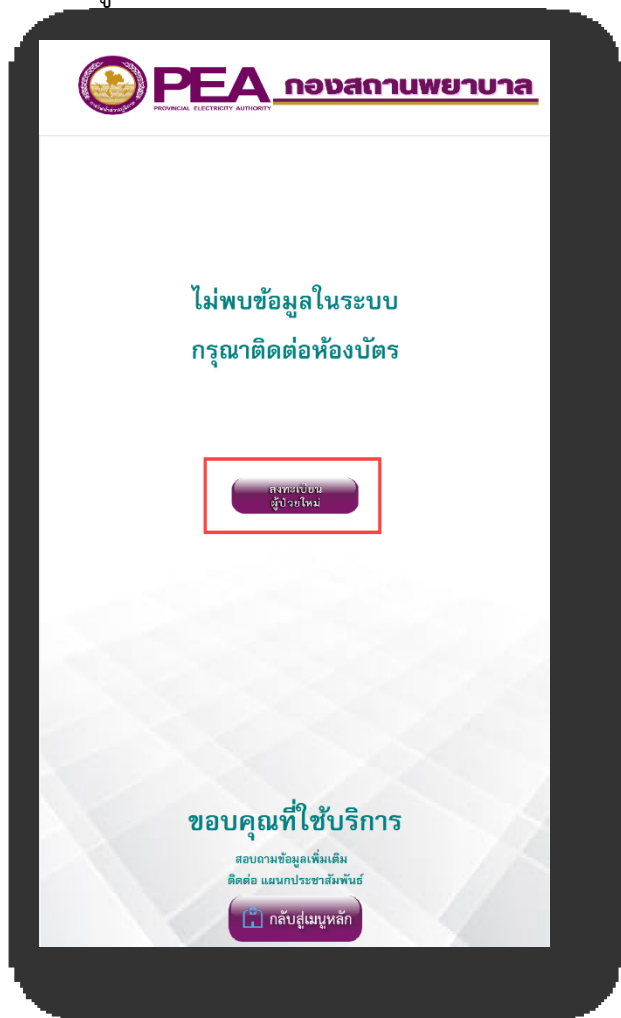 PEA กองสถานพยาบาล
PROVINCIAL ELECTRICITY AUTHORITY
ไม่พบข้อมูลในระบบ
กรุณาติดต่อห้องบัตร
ลงทะเบียน
ผู้ป่วยใหม่
ขอบคุณที่ใช้บริการ
สอบถามข้อมูลเพิ่มเติม
ติดต่อ แผนกประชาสัมพันธ์
กลับสู่เมนูหลัก